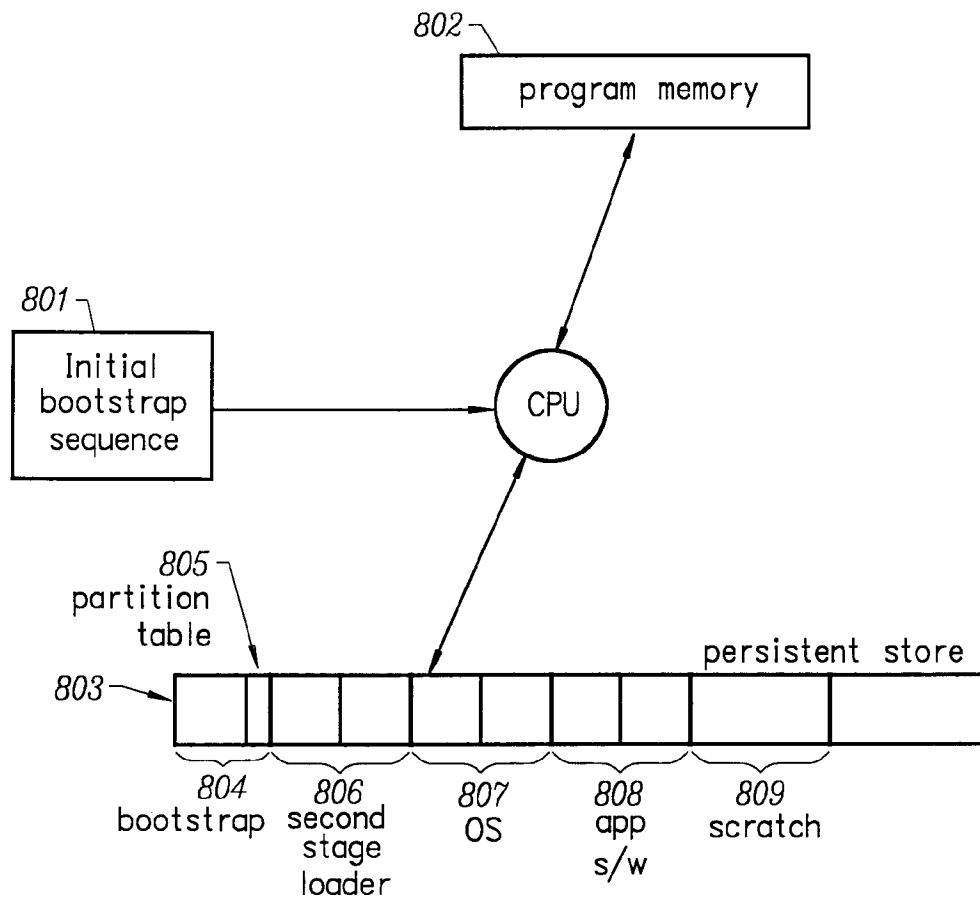 802
program memory
801
Initial
bootstrap
sequence
CPU
805
partition
table
persistent store
803
804
bootstrap
806
second
stage
loader
807
OS
808
app
s/w
809
scratch